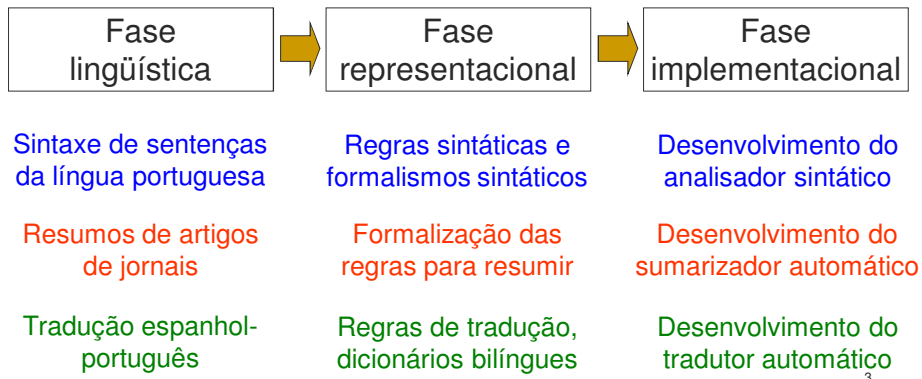 Fase
lingüística
Fase
representacional
Fase
implementacional
Sintaxe de sentenças
da língua portuguesa
Regras sintáticas e
formalismos sintáticos
Desenvolvimento do
analisador sintático
Resumos de artigos
de jornais
Formalização das
regras para resumir
Desenvolvimento do
sumarizador automático
Tradução espanhol-
português
Regras de tradução,
dicionários bilíngues
Desenvolvimento do
tradutor automático
3